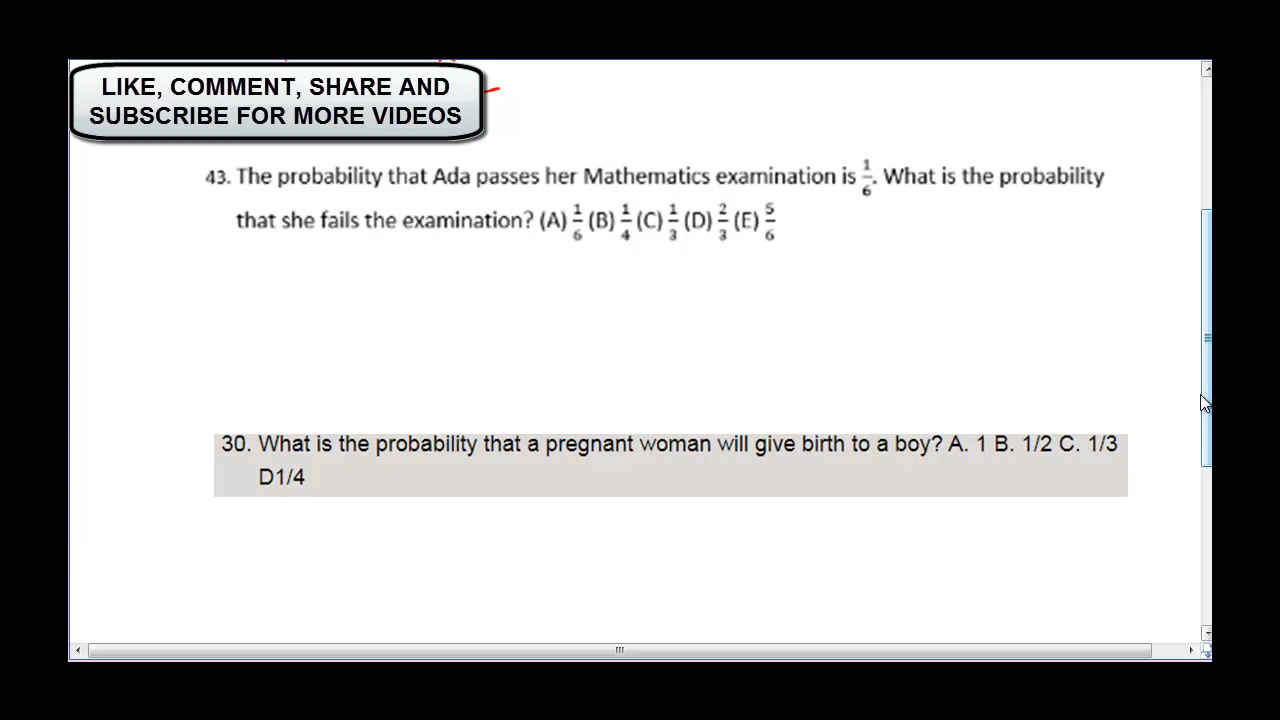 LIKE, COMMENT, SHARE AND
SUBSCRIBE FOR MORE VIDEOS
43. The probability that Ada passes her Mathematics examination is 1/6. What is the probability
that she fails the examination? (A) 1/6 (B) 1/4 (C) 1/3 (D) 2/3 (E) 5/6
30. What is the probability that a pregnant woman will give birth to a boy? A. 1 B. 1/2 C. 1/3
D1/4